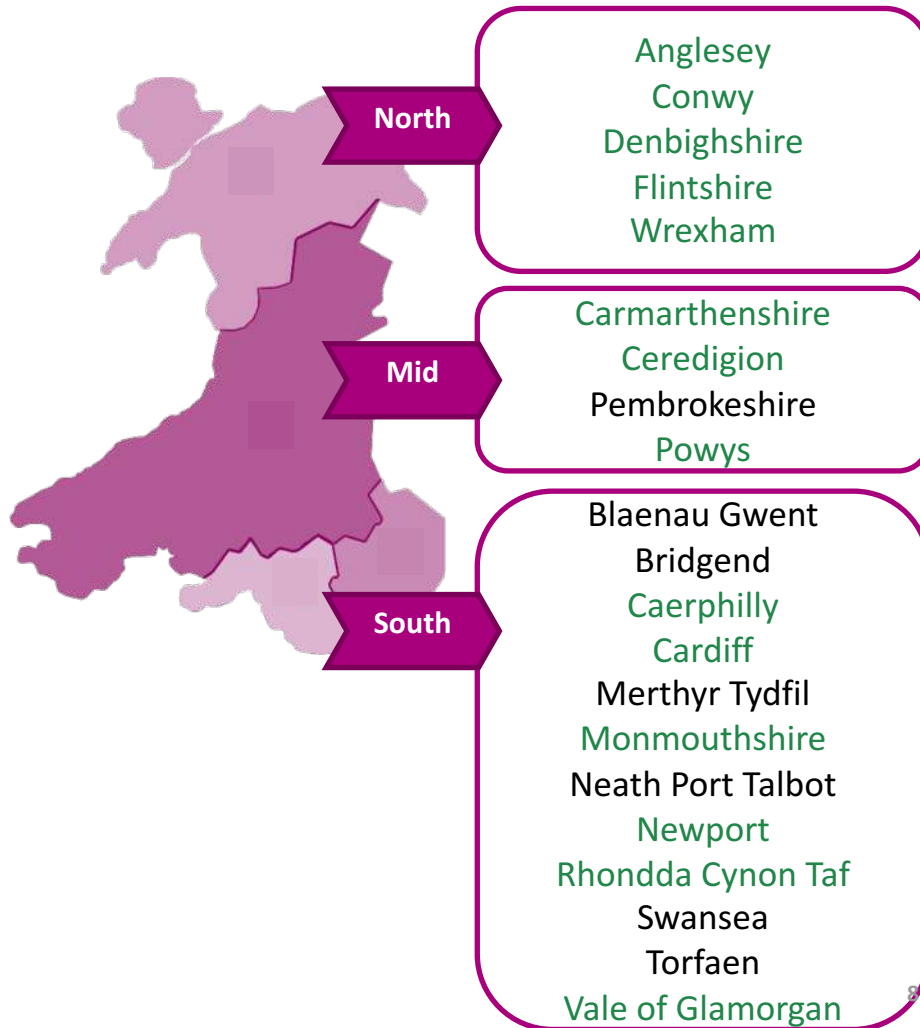 North
Anglesey
Conwy
Denbighshire
Flintshire
Wrexham
Mid
Carmarthenshire
Ceredigion
Pembrokeshire
Powys
South
Blaenau Gwent
Bridgend
Caerphilly
Cardiff
Merthyr Tydfil
Monmouthshire
Neath Port Talbot
Newport
Rhondda Cynon Taf
Swansea
Torfaen
Vale of Glamorgan
8